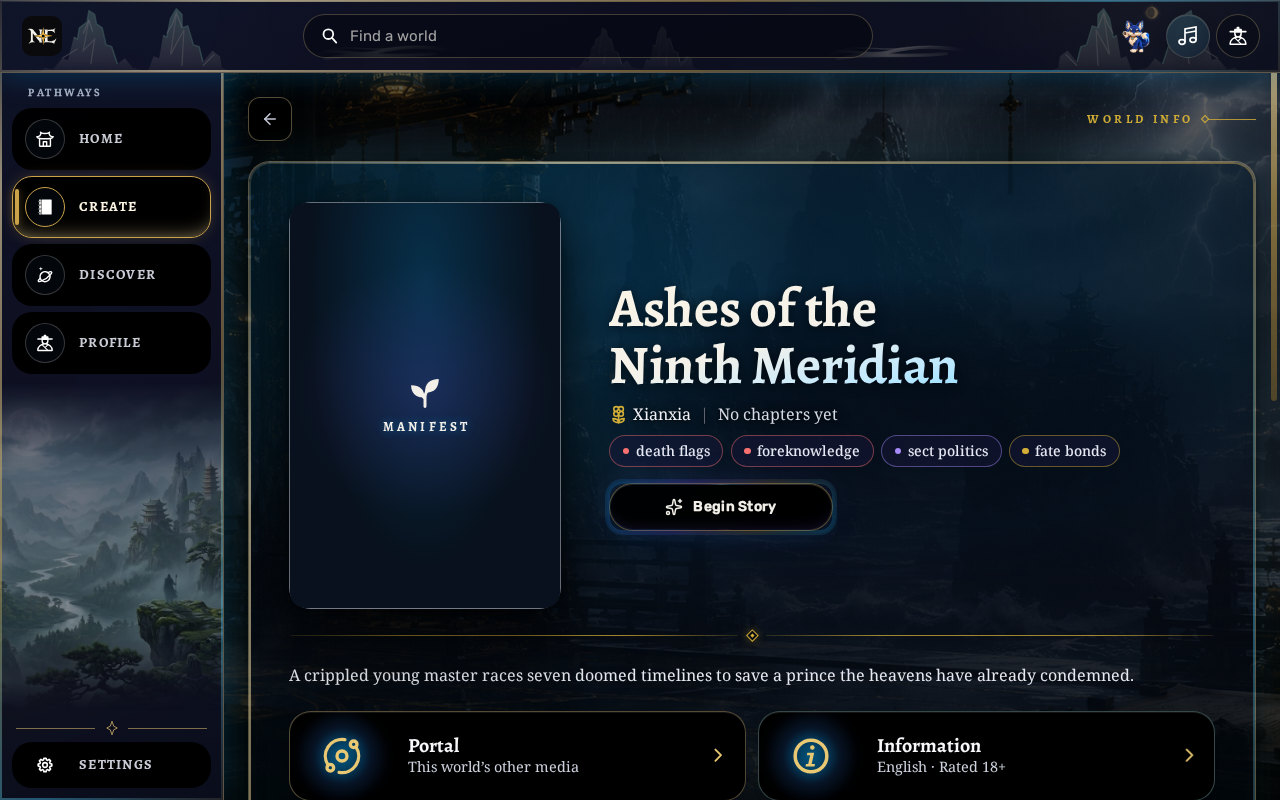 NE
Find a world
PATHWAYS
HOME
CREATE
DISCOVER
PROFILE
SETTINGS
WORLD INFO
MANIFEST
Ashes of the
Ninth Meridian
Xianxia | No chapters yet
death flags
foreknowledge
sect politics
fate bonds
Begin Story
A crippled young master races seven doomed timelines to save a prince the heavens have already condemned.
Portal
This world’s other media
Information
English · Rated 18+